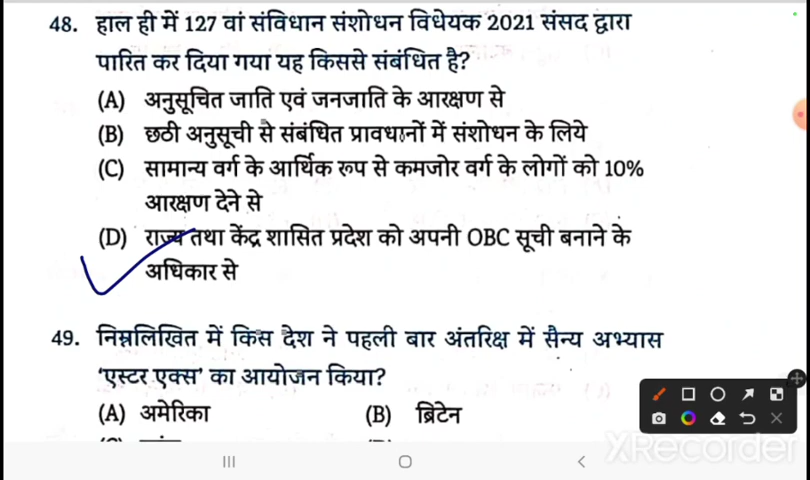 48. हाल ही में 127 वां संविधान संशोधन विधेयक 2021 संसद द्वारा
पारित कर दिया गया यह किससे संबंधित है?
(A) अनुसूचित जाति एवं जनजाति के आरक्षण से
(B) छठी अनुसूची से संबंधित प्रावधानों में संशोधन के लिये
(C) सामान्य वर्ग के आर्थिक रूप से कमजोर वर्ग के लोगों को 10%
आरक्षण देने से
(D) राज्य तथा केंद्र शासित प्रदेश को अपनी OBC सूची बनाने के
अधिकार से
49. निम्नलिखित में किस देश ने पहली बार अंतरिक्ष में सैन्य अभ्यास
'एस्टर एक्स' का आयोजन किया?
(A) अमेरिका (B) ब्रिटेन
XRecorder